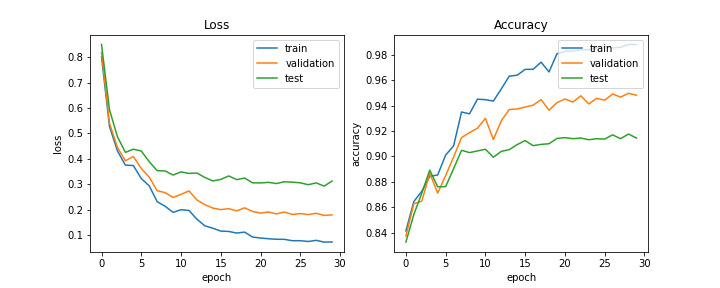 Loss
train
validation
test
0.8
0.7
0.6
0.5
0.4
0.3
0.2
0.1
loss
0 5 10 15 20 25 30
epoch
Accuracy
train
validation
test
0.98
0.96
0.94
0.92
0.90
0.88
0.86
0.84
accuracy
0 5 10 15 20 25 30
epoch